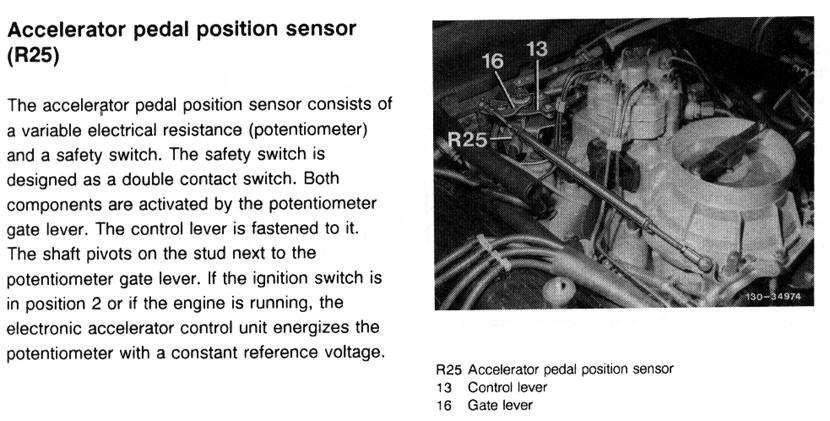 Accelerator pedal position sensor
(R25)
The accelerator pedal position sensor consists of
a variable electrical resistance (potentiometer)
and a safety switch. The safety switch is
designed as a double contact switch. Both
components are activated by the potentiometer
gate lever. The control lever is fastened to it.
The shaft pivots on the stud next to the
potentiometer gate lever. If the ignition switch is
in position 2 or if the engine is running, the
electronic accelerator control unit energizes the
potentiometer with a constant reference voltage.
16 13
R25
130-34974
R25 Accelerator pedal position sensor
13 Control lever
16 Gate lever